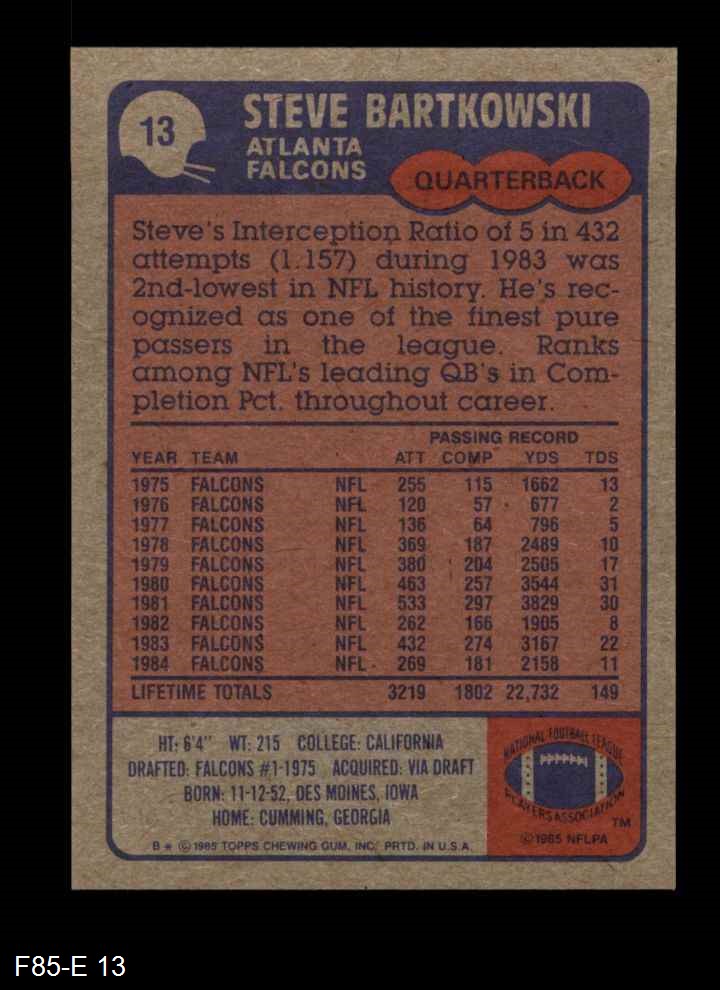 13
STEVE BARTKOWSKI
ATLANTA
FALCONS
QUARTERBACK
Steve's Interception Ratio of 5 in 432
attempts (1.157) during 1983 was
2nd-lowest in NFL history. He's rec-
ognized as one of the finest pure
passers in the league. Ranks
among NFL's leading QB's in Com-
pletion Pct. throughout career.
PASSING RECORD
YEAR TEAM ATT COMP YDS TDS
1975 FALCONS NFL 255 115 1662 13
1976 FALCONS NFL 120 57 677 2
1977 FALCONS NFL 136 64 796 5
1978 FALCONS NFL 369 187 2489 10
1979 FALCONS NFL 380 204 2505 17
1980 FALCONS NFL 463 257 3544 31
1981 FALCONS NFL 533 297 3829 30
1982 FALCONS NFL 262 166 1905 8
1983 FALCONS NFL 432 274 3167 22
1984 FALCONS NFL 269 181 2158 11
LIFETIME TOTALS 3219 1802 22,732 149
HT: 6'4" WT: 215 COLLEGE: CALIFORNIA
DRAFTED: FALCONS #1-1975 ACQUIRED: VIA DRAFT
BORN: 11-12-52, DES MOINES, IOWA
HOME: CUMMING, GEORGIA
B* © 1985 TOPPS CHEWING GUM, INC. PRTD. IN U.S.A.
NATIONAL FOOTBALL LEAGUE
PLAYERS ASSOCIATION
TM
© 1985 NFLPA
F85-E 13